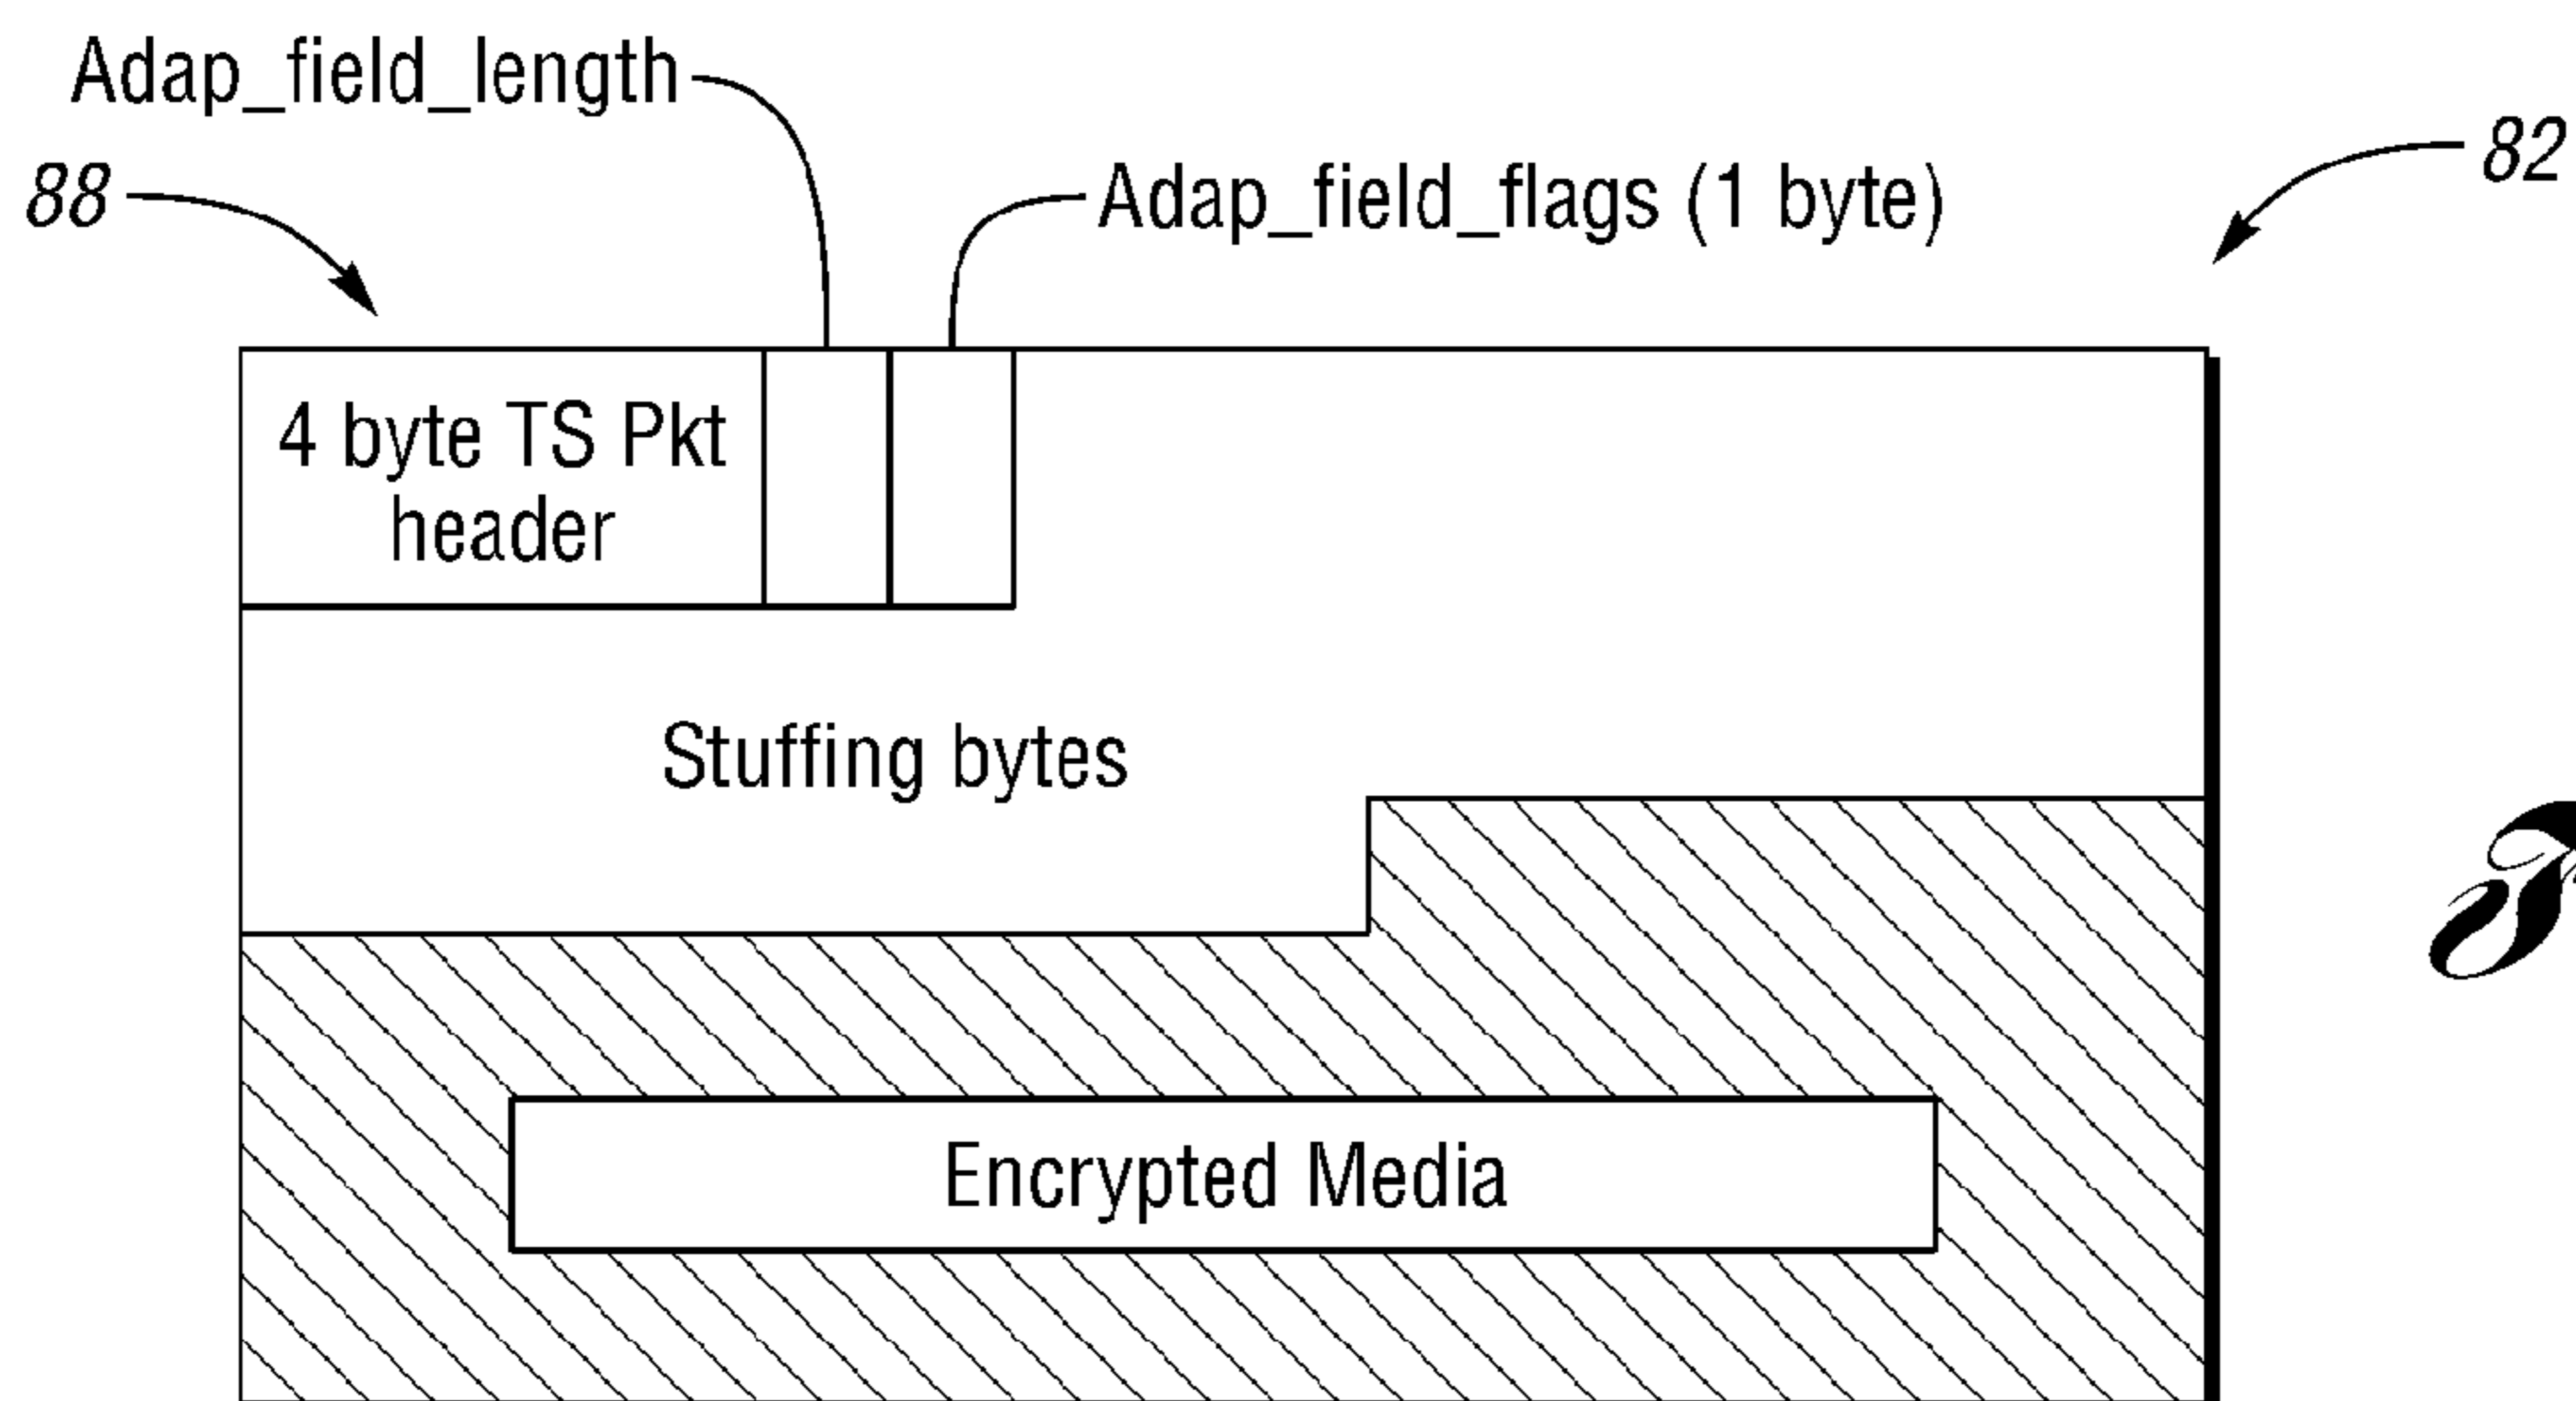 Adap_field_length
88
Adap_field_flags (1 byte)
82
4 byte TS Pkt
header
Stuffing bytes
Encrypted Media